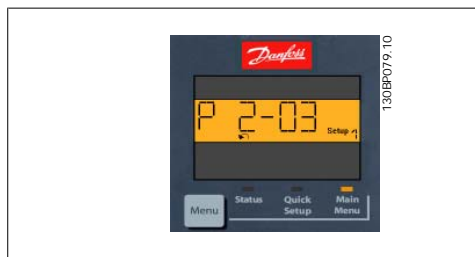 Danfoss
P 2-03
Setup 1
Menu
Status
Quick Setup
Main Menu
130BP079.10